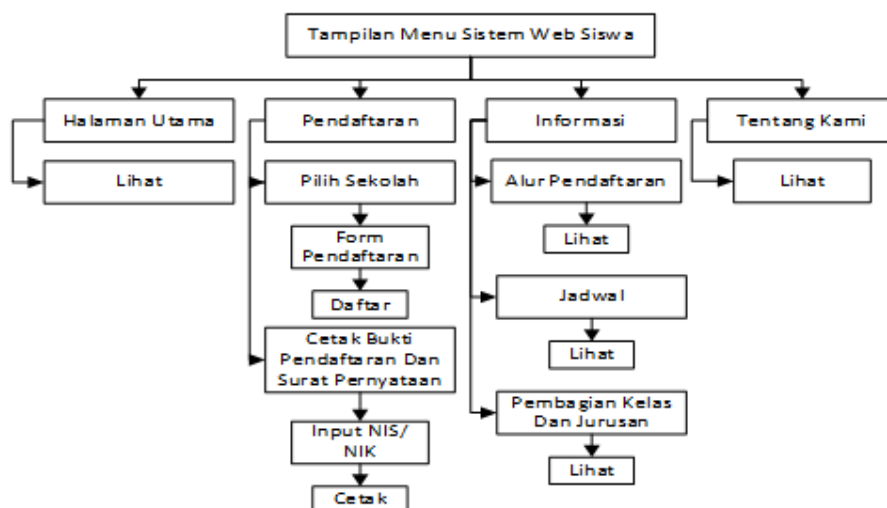 Tampilan Menu Sistem Web Siswa
Halaman Utama
Pendaftaran
Informasi
Tentang Kami
Lihat
Pilih Sekolah
Alur Pendaftaran
Lihat
Form
Pendaftaran
Lihat
Daftar
Jadwal
Cetak Bukti
Pendaftaran Dan
Surat Pernyataan
Lihat
Pembagian Kelas
Dan Jurusan
Input NIS/
NIK
Lihat
Cetak